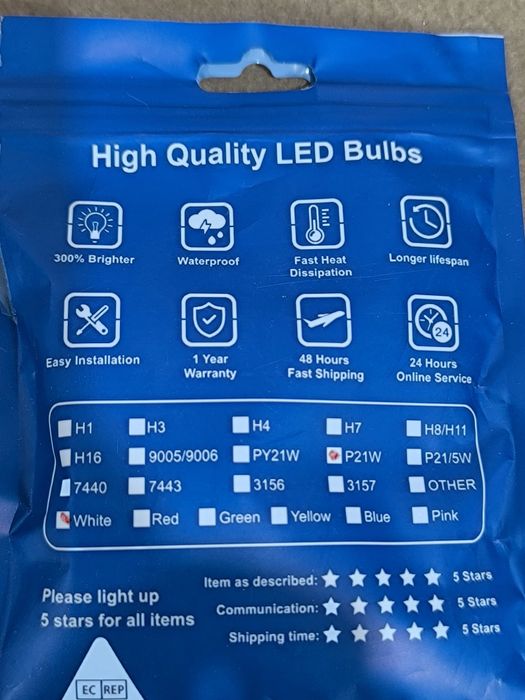 High Quality LED Bulbs
300% Brighter
Waterproof
Fast Heat
Dissipation
Longer lifespan
24
Easy Installation
1 Year
Warranty
48 Hours
Fast Shipping
24 Hours
Online Service
H1 H3 H4 H7 H8/H11
H16 9005/9006 PY21W P21W P21/5W
7440 7443 3156 3157 OTHER
White Red Green Yellow Blue Pink
Please light up
5 stars for all items
Item as described: ★ ★ ★ ★ ★ 5 Stars
Communication: ★ ★ ★ ★ ★ 5 Stars
Shipping time: ★ ★ ★ ★ ★ 5 Stars
EC REP